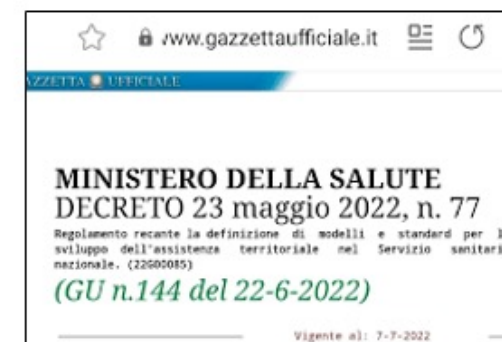 www.gazzettaufficiale.it
AZZETTA UFFICIALE
MINISTERO DELLA SALUTE
DECRETO 23 maggio 2022, n. 77
Regolamento recante la definizione di modelli e standard per l
sviluppo dell'assistenza territoriale nel Servizio sanitari
nazionale. (22G00085)
(GU n.144 del 22-6-2022)
Vigente al: 7-7-2022